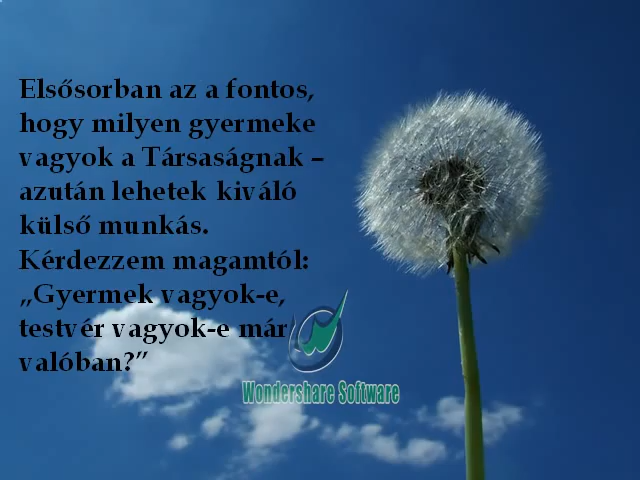 Elsősorban az a fontos,
hogy milyen gyermeke
vagyok a Társaságnak –
azután lehetek kiváló
külső munkás.
Kérdezzem magamtól:
„Gyermek vagyok-e,
testvér vagyok-e már
valóban?”
Wondershare Software